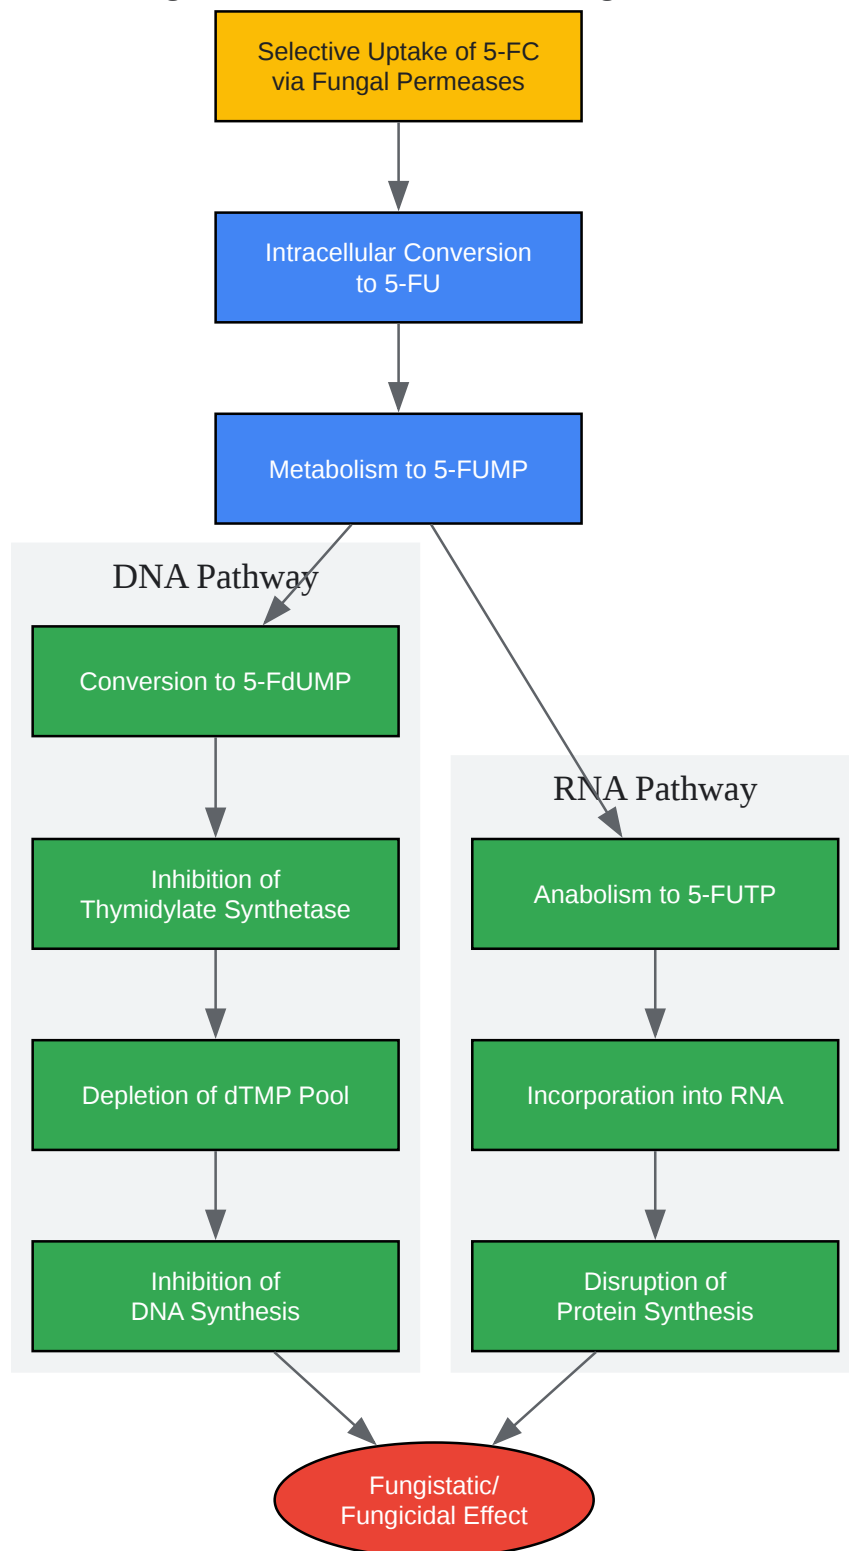 Selective Uptake of 5-FC
via Fungal Permeases
Intracellular Conversion
to 5-FU
Metabolism to 5-FUMP
DNA Pathway
Conversion to 5-FdUMP
Inhibition of
Thymidylate Synthetase
Depletion of dTMP Pool
Inhibition of
DNA Synthesis
RNA Pathway
Anabolism to 5-FUTP
Incorporation into RNA
Disruption of
Protein Synthesis
Fungistatic/
Fungicidal Effect